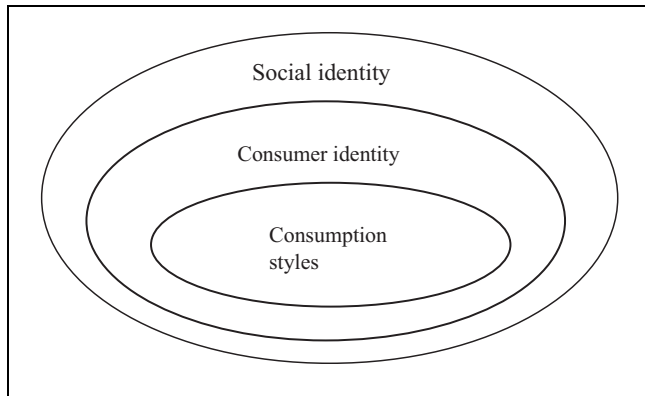 Social identity
Consumer identity
Consumption
styles